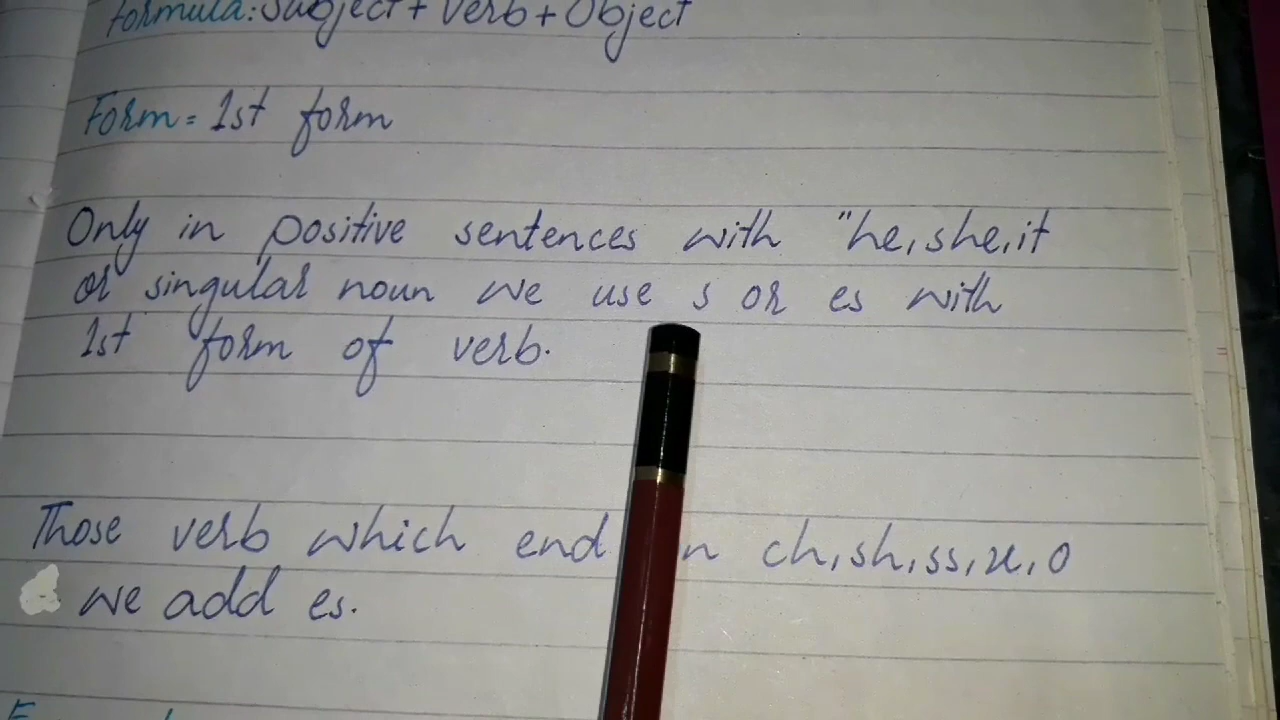 formula: Subject + Verb + Object
Form = 1st form
Only in positive sentences with "he, she, it
or singular noun we use s or es with
1st form of verb.
Those verb which end in ch, sh, ss, x, o
we add es.